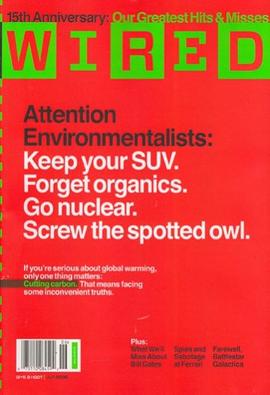 15th Anniversary: Our Greatest Hits & Misses
WIRED
Attention
Environmentalists:
Keep your SUV.
Forget organics.
Go nuclear.
Screw the spotted owl.
If you're serious about global warming,
only one thing matters:
Cutting carbon. That means facing
some inconvenient truths.
Plus:
What We'll
Miss About
Bill Gates
Spies and
Sabotage
at Ferrari
Farewell,
Battlestar
Galactica